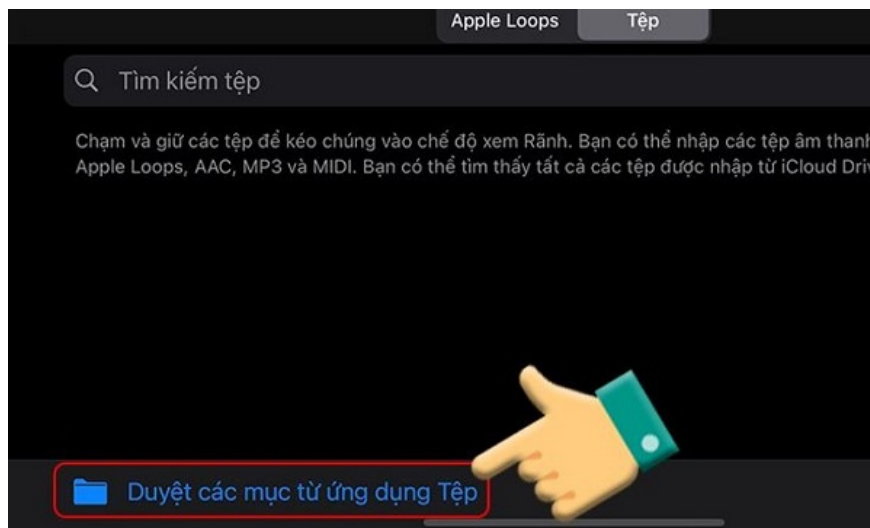 Apple Loops Tệp
Tìm kiếm tệp
Chạm và giữ các tệp để kéo chúng vào chế độ xem Rãnh. Bạn có thể nhập các tệp âm thanh
Apple Loops, AAC, MP3 và MIDI. Bạn có thể tìm thấy tất cả các tệp được nhập từ iCloud
Duyệt các mục từ ứng dụng Tệp